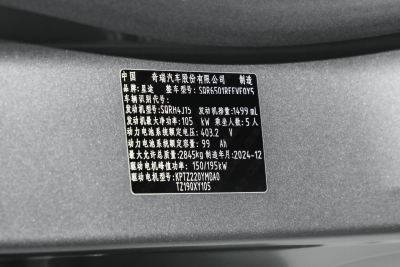 中国 奇瑞汽车股份有限公司 制造
品牌:星途 整车型号:
车辆识别代号:
发动机型号:SQRH4J15 发动机排量:1499 mL
发动机最大净功率:105 kW 乘坐人数:5 人
动力电池系统额定电压:403.2 V
动力电池系统额定容量:99 Ah
最大允许总质量:2845kg 制造年月:2024-12
驱动电机峰值功率:150/195kW
驱动电机型号:KPTZ220YMDA0
TZ190XY105